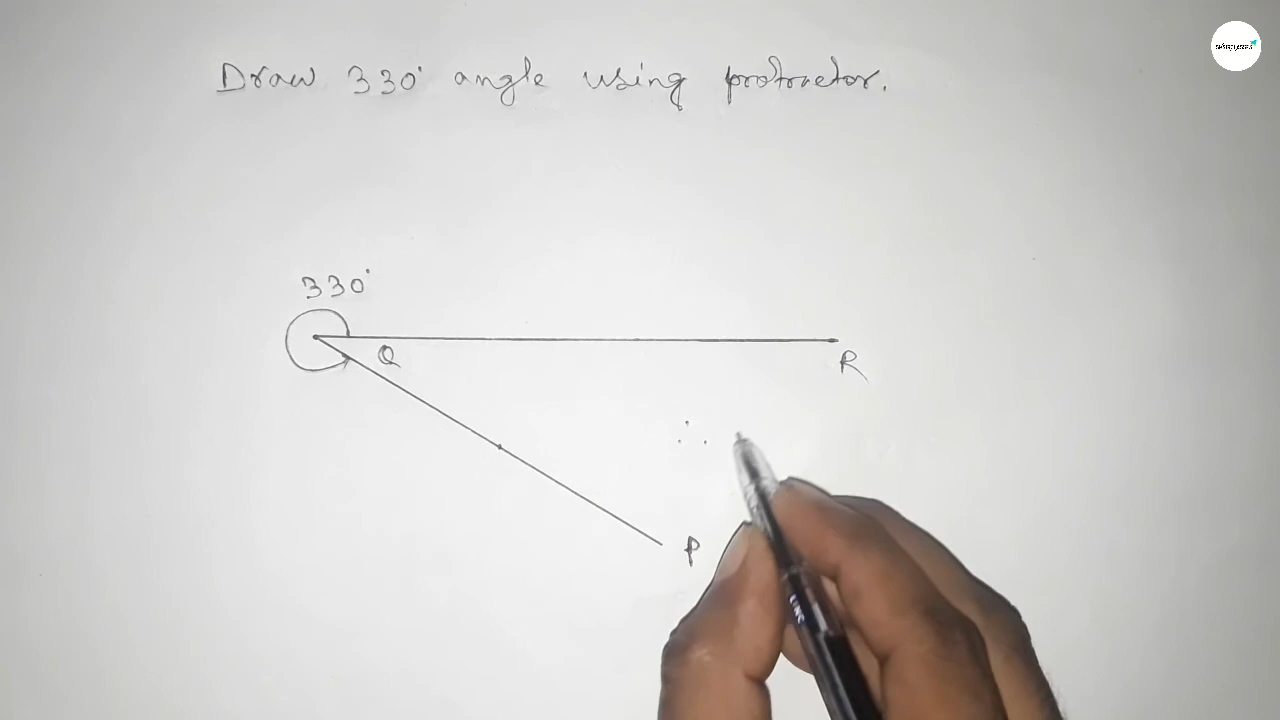 Draw 330° angle using protractor.
330°
Q
R
∴
P